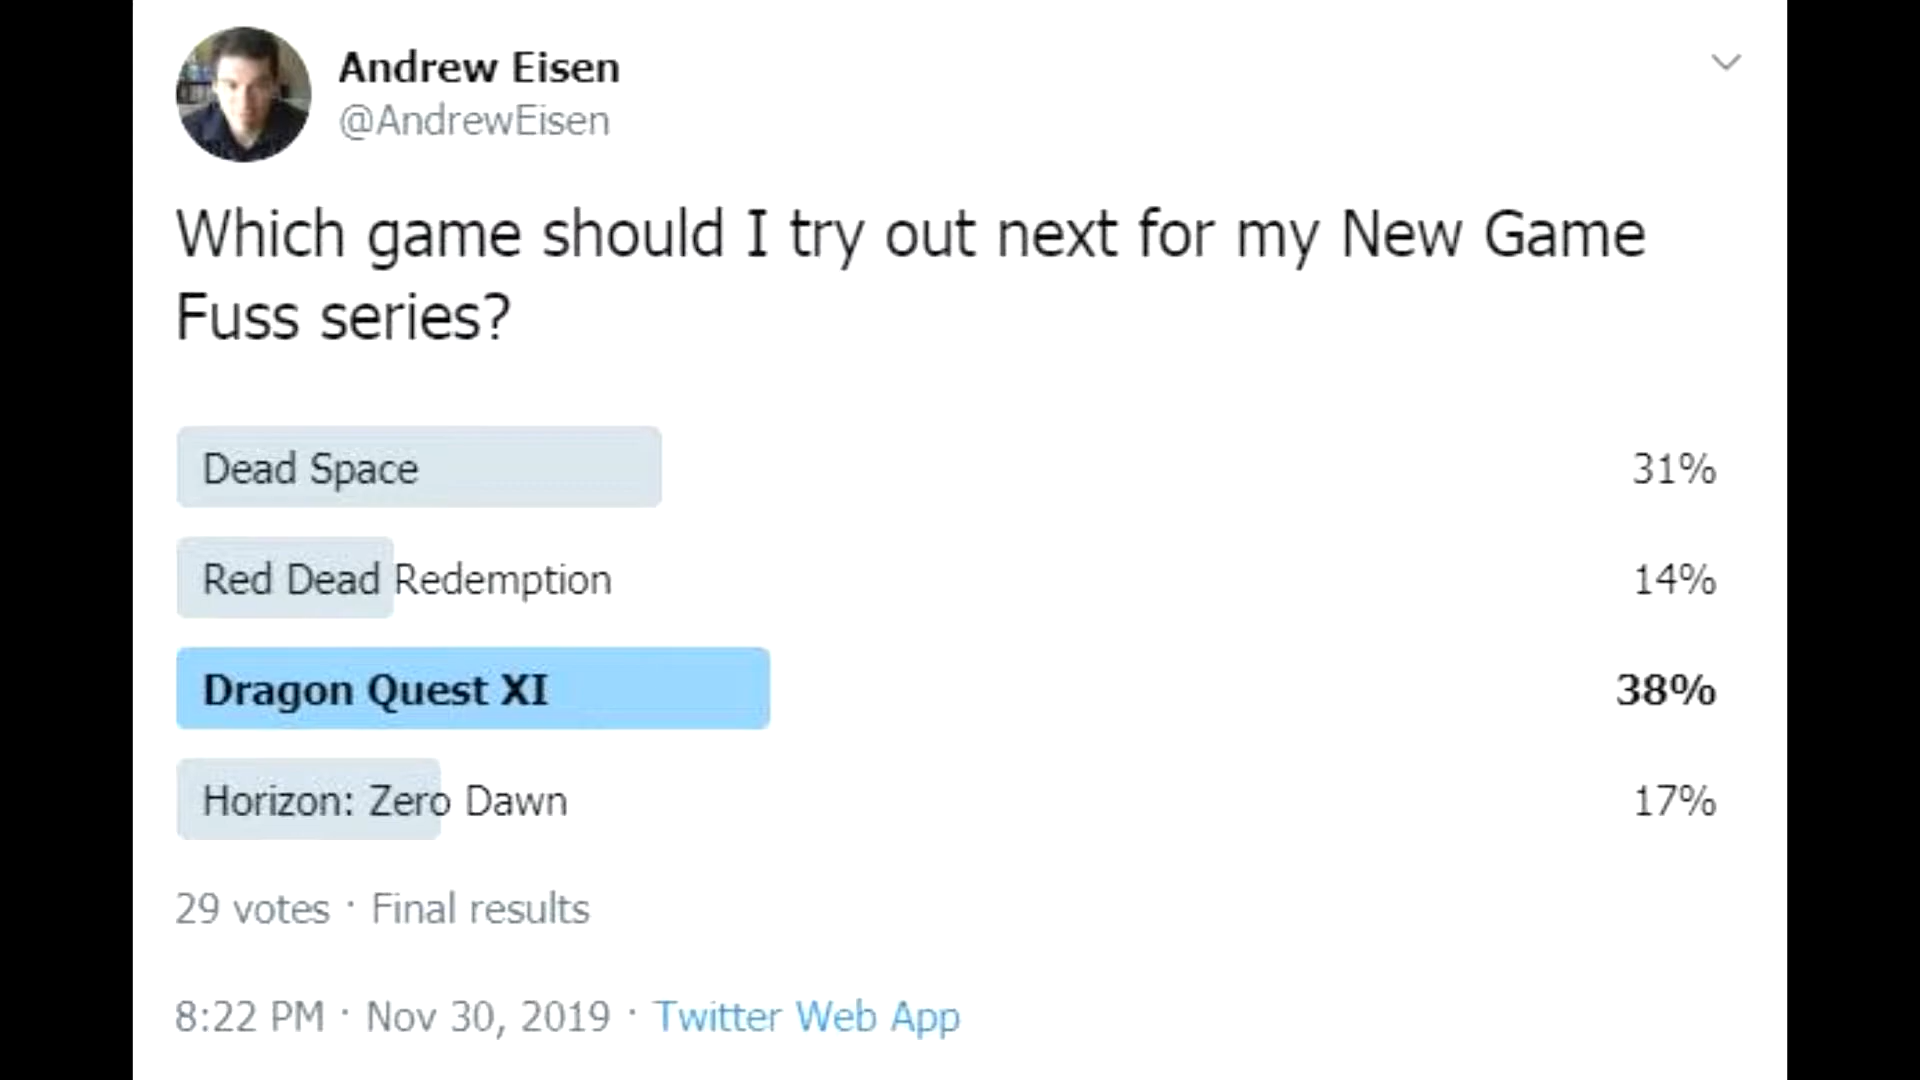 Andrew Eisen
@AndrewEisen
Which game should I try out next for my New Game
Fuss series?
Dead Space 31%
Red Dead Redemption 14%
Dragon Quest XI 38%
Horizon: Zero Dawn 17%
29 votes · Final results
8:22 PM · Nov 30, 2019 · Twitter Web App